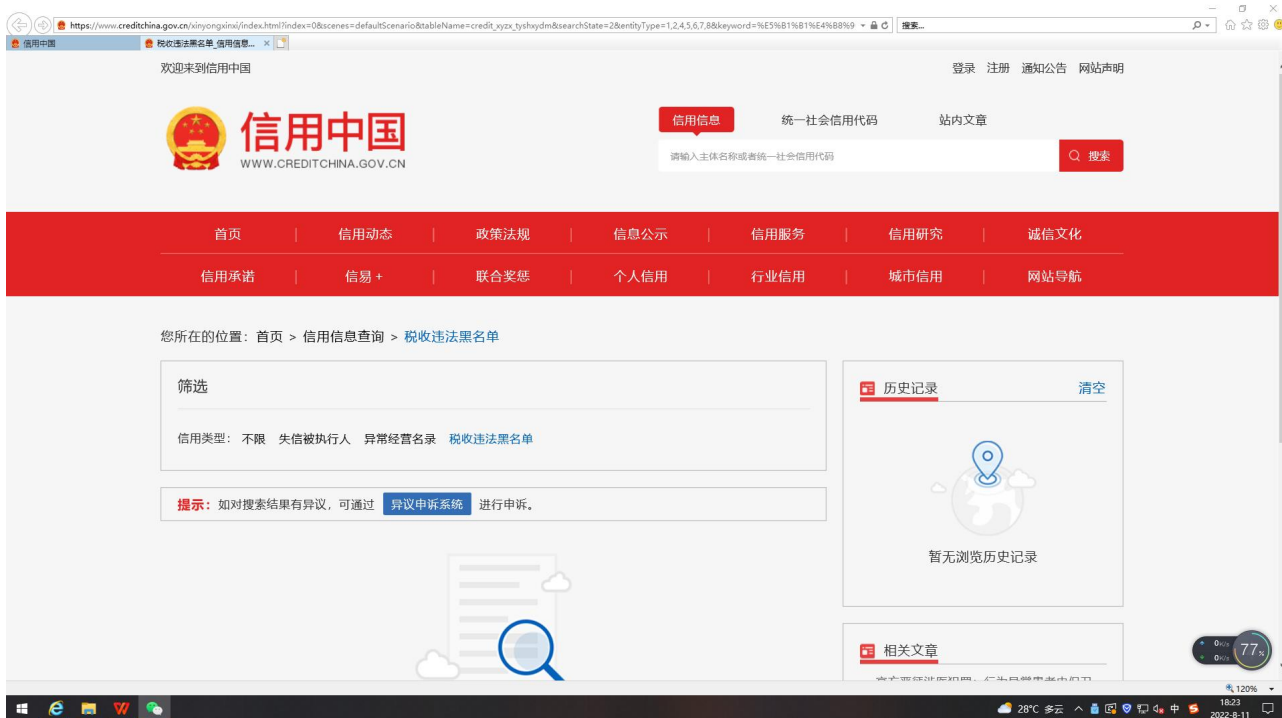 https://www.creditchina.gov.cn/xinyongxinxi/index.html?index=0&scenes=defaultScenario&tableName=credit_xyzx_tyshxydm&searchState=2&entityType=1,2,4,5,6,7,8&keyword=%E5%B1%B1%E4%B8%9
搜索...
信用中国
税收违法黑名单_信用信息...
欢迎来到信用中国
登录 注册 通知公告 网站声明
信用中国
WWW.CREDITCHINA.GOV.CN
信用信息 统一社会信用代码 站内文章
请输入主体名称或者统一社会信用代码
搜索
首页 | 信用动态 | 政策法规 | 信息公示 | 信用服务 | 信用研究 | 诚信文化
信用承诺 | 信易+ | 联合奖惩 | 个人信用 | 行业信用 | 城市信用 | 网站导航
您所在的位置：首页 > 信用信息查询 > 税收违法黑名单
筛选
信用类型： 不限 失信被执行人 异常经营名录 税收违法黑名单
提示：如对搜索结果有异议，可通过 异议申诉系统 进行申诉。
历史记录 清空
暂无浏览历史记录
相关文章
0K/s
0K/s
77%
120%
28°C 多云
中
18:23
2022-8-11